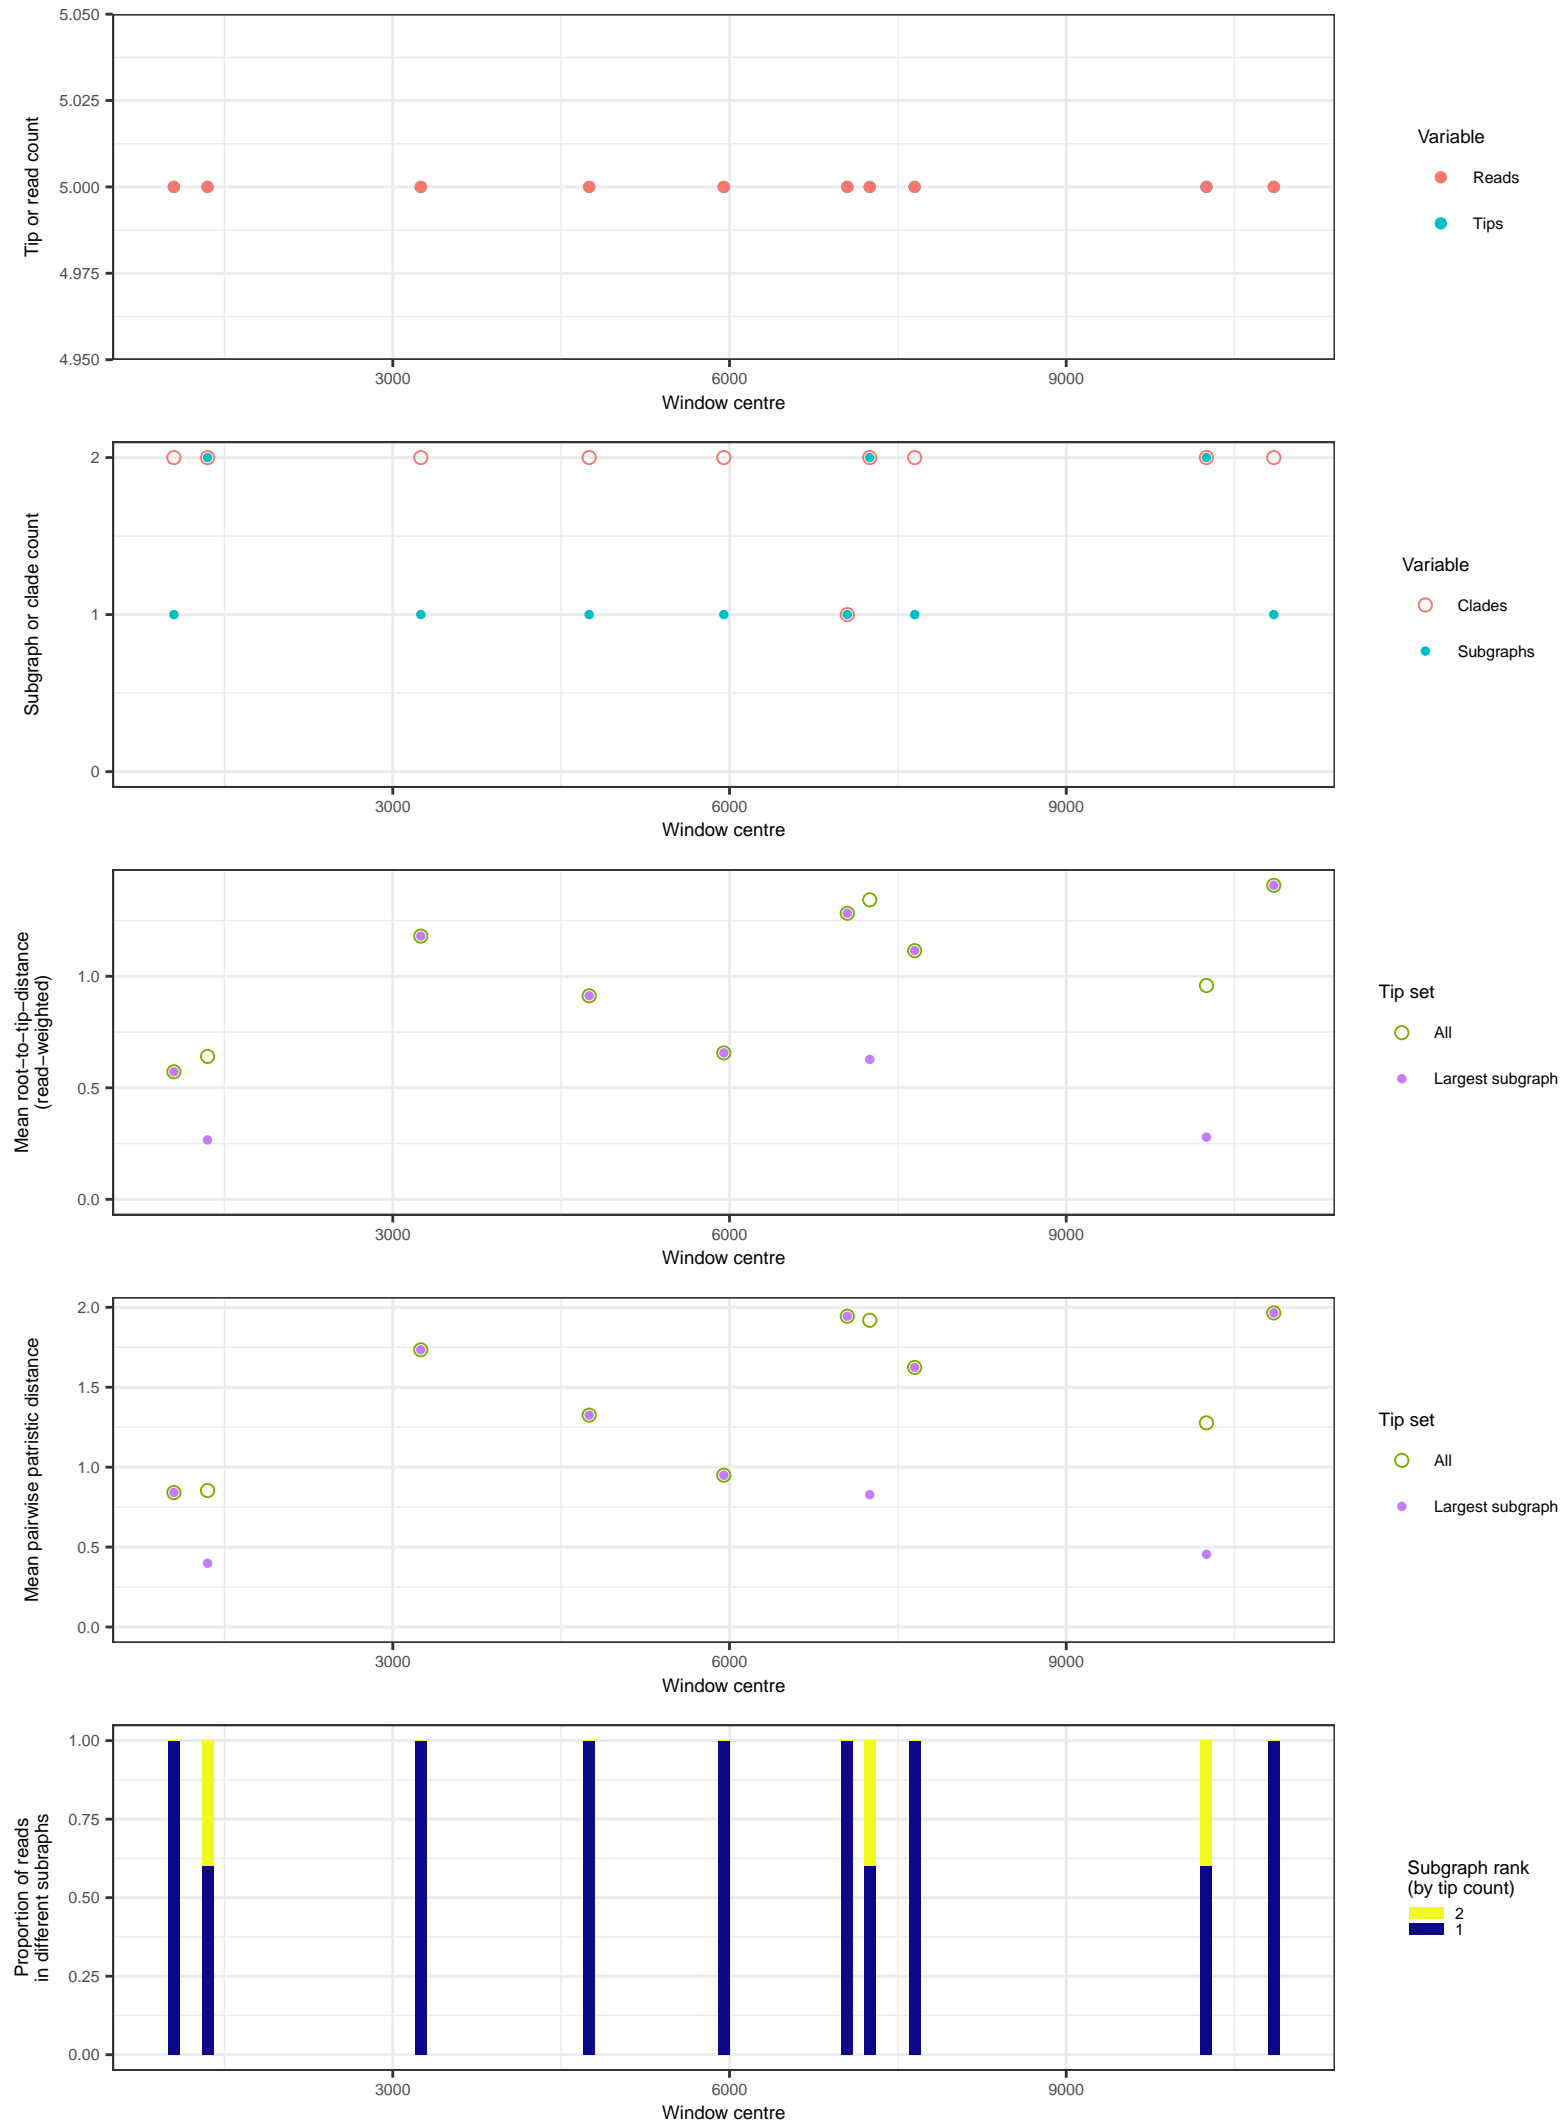 5.050
5.025
5.000
4.975
4.950
Tip or read count
3000 6000 9000
Window centre
Variable
Reads
Tips
2
1
0
Subgraph or clade count
3000 6000 9000
Window centre
Variable
Clades
Subgraphs
1.0
0.5
0.0
Mean root−to−tip−distance
(read−weighted)
3000 6000 9000
Window centre
Tip set
All
Largest subgraph
2.0
1.5
1.0
0.5
0.0
Mean pairwise patristic distance
3000 6000 9000
Window centre
Tip set
All
Largest subgraph
1.00
0.75
0.50
0.25
0.00
Proportion of reads
in different subraphs
3000 6000 9000
Window centre
Subgraph rank
(by tip count)
2
1